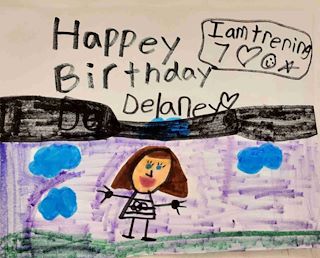 Happey
Birthday
Delaney♡
I am trening
7♡☺☆